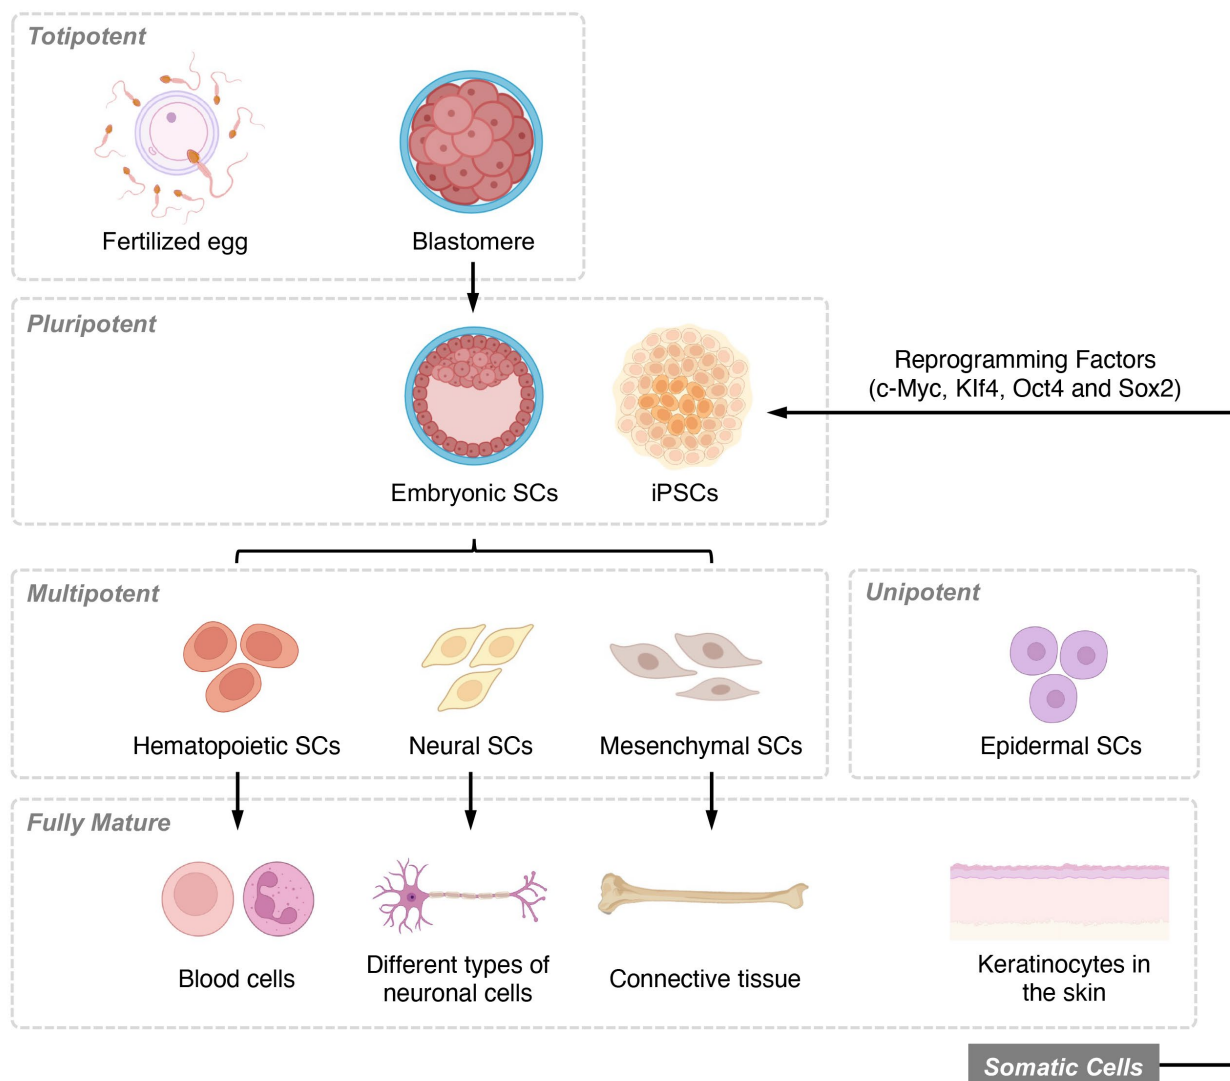 Totipotent
Fertilized egg
Blastomere
Pluripotent
Embryonic SCs
iPSCs
Reprogramming Factors
(c-Myc, Klf4, Oct4 and Sox2)
Multipotent
Hematopoietic SCs
Neural SCs
Mesenchymal SCs
Unipotent
Epidermal SCs
Fully Mature
Blood cells
Different types of
neuronal cells
Connective tissue
Keratinocytes in
the skin
Somatic Cells